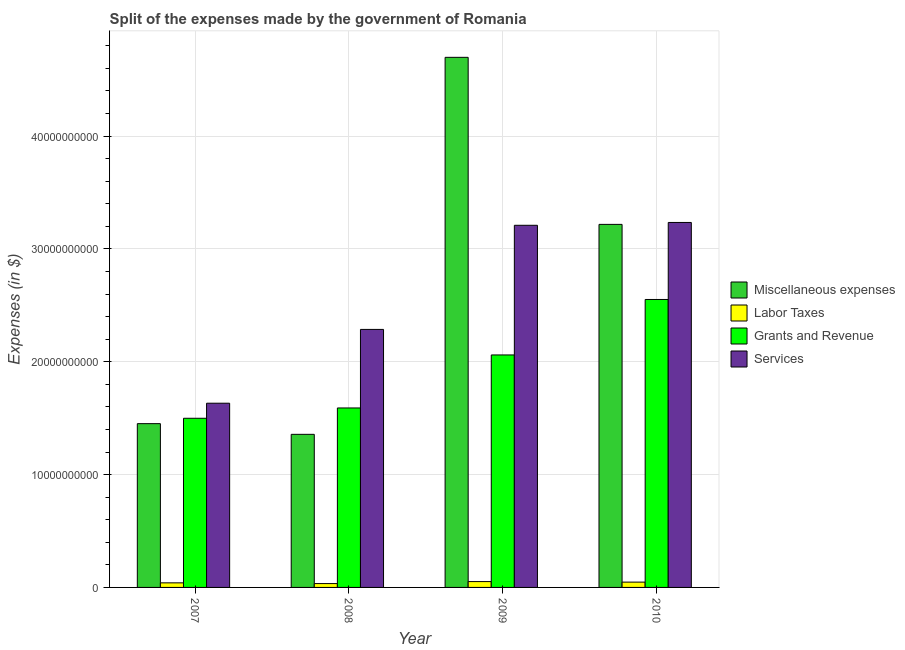 Split of the expenses made by the government of Romania
Expenses (in $)
40000000000
30000000000
20000000000
10000000000
0
Miscellaneous expenses
Labor Taxes
Grants and Revenue
Services
2007
2008
2009
2010
Year